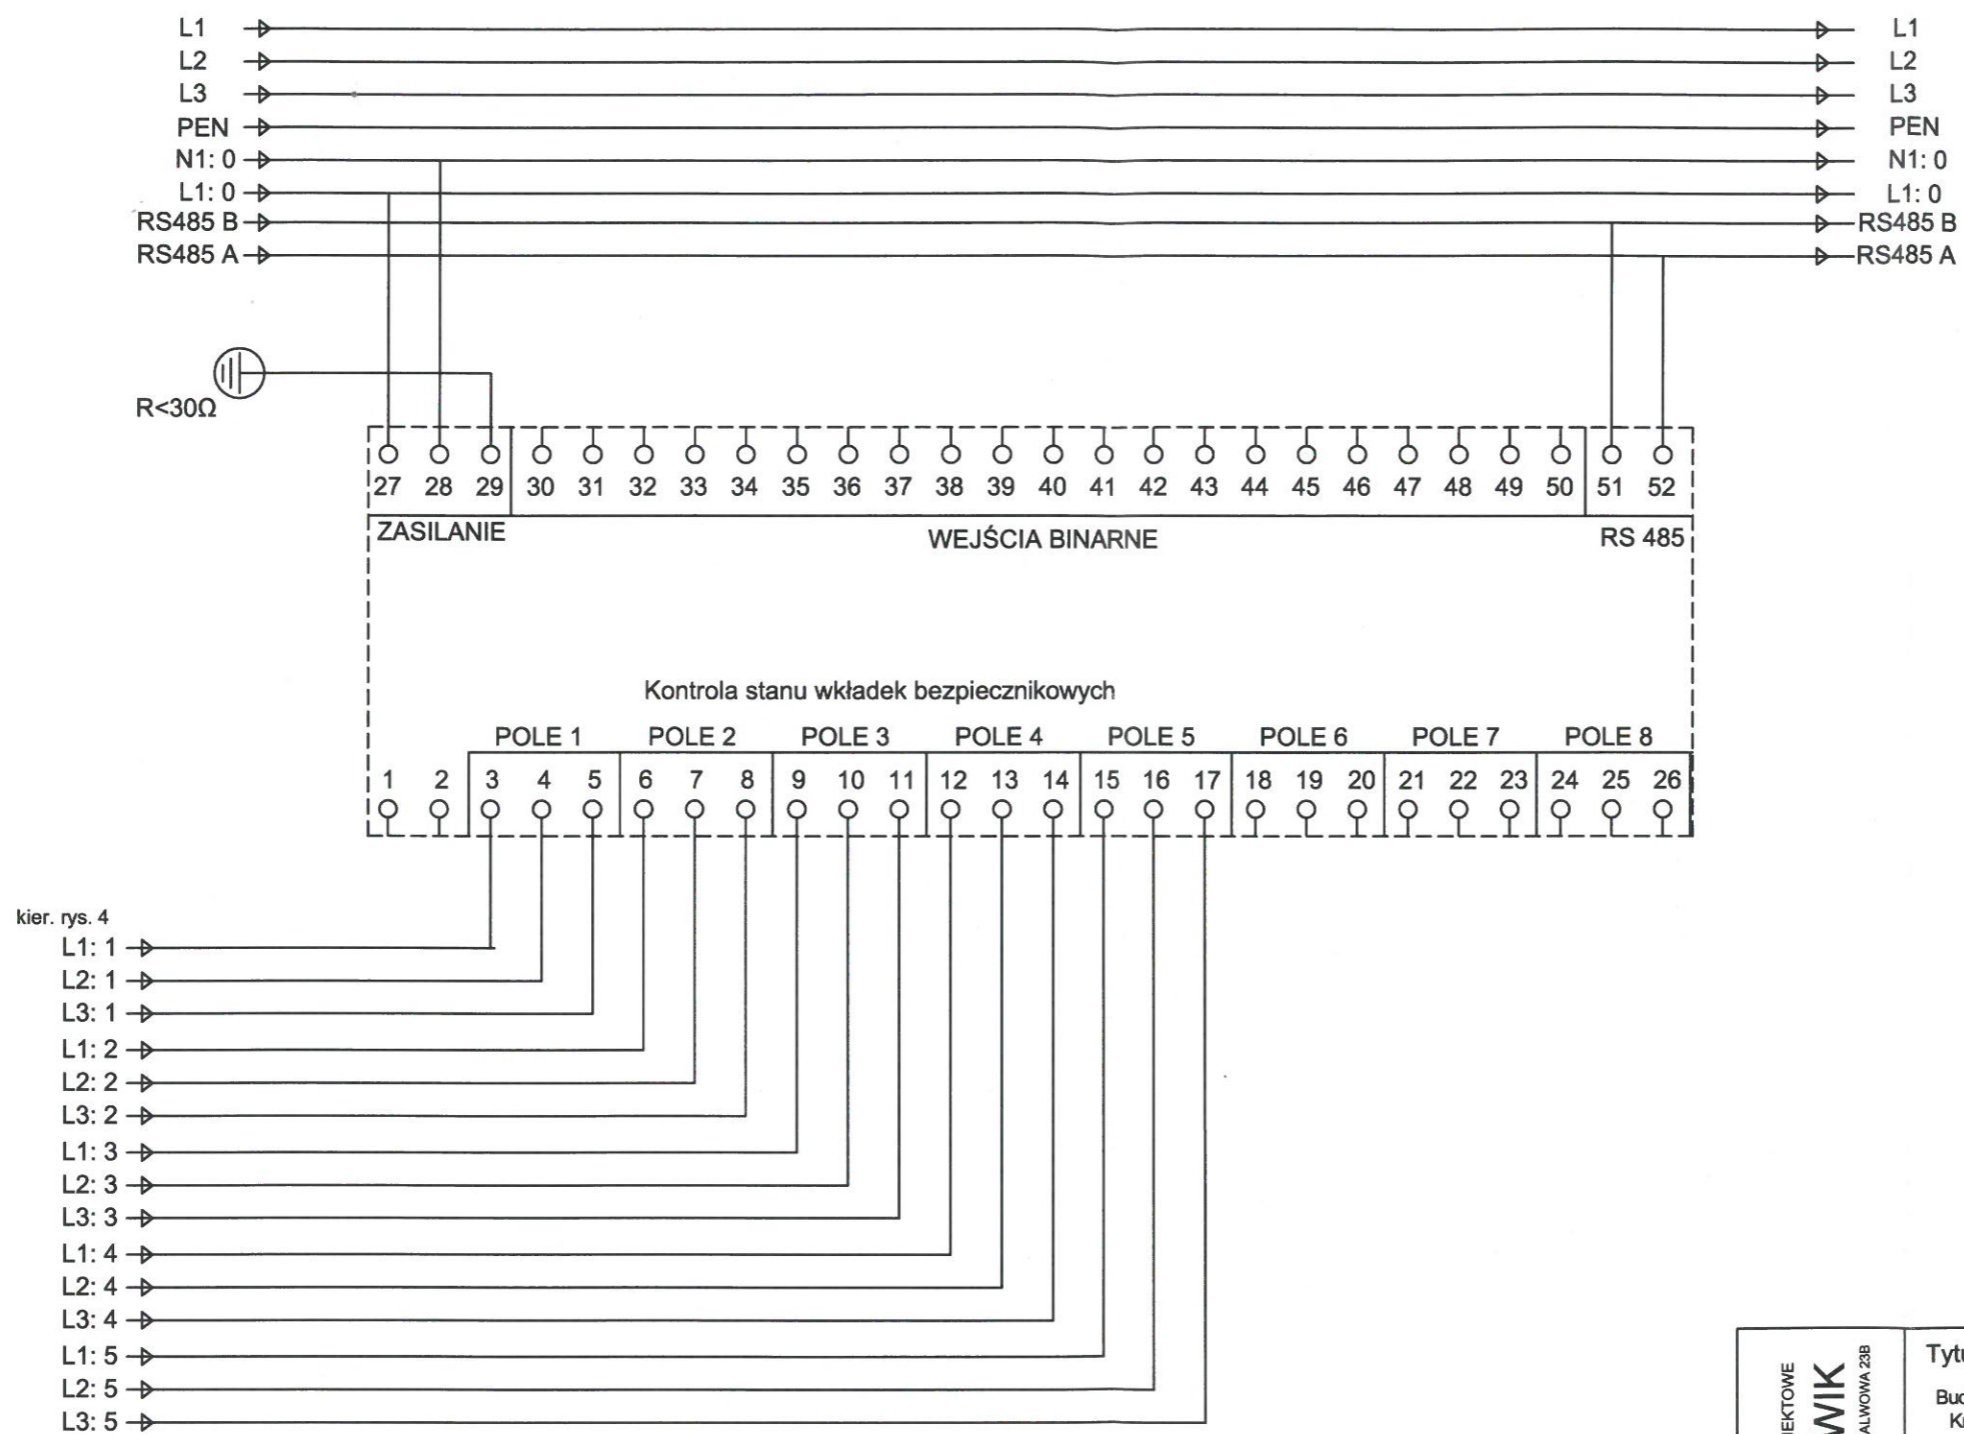 L1 L1
L2 L2
L3 L3
PEN PEN
N1: 0 N1: 0
L1: 0 L1: 0
RS485 B RS485 B
RS485 A RS485 A
R<30Ω
27 28 29 30 31 32 33 34 35 36 37 38 39 40 41 42 43 44 45 46 47 48 49 50 51 52
ZASILANIE WEJŚCIA BINARNE RS 485
Kontrola stanu wkładek bezpiecznikowych
POLE 1 POLE 2 POLE 3 POLE 4 POLE 5 POLE 6 POLE 7 POLE 8
1 2 3 4 5 6 7 8 9 10 11 12 13 14 15 16 17 18 19 20 21 22 23 24 25 26
kier. rys. 4
L1: 1
L2: 1
L3: 1
L1: 2
L2: 2
L3: 2
L1: 3
L2: 3
L3: 3
L1: 4
L2: 4
L3: 4
L1: 5
L2: 5
L3: 5
23B